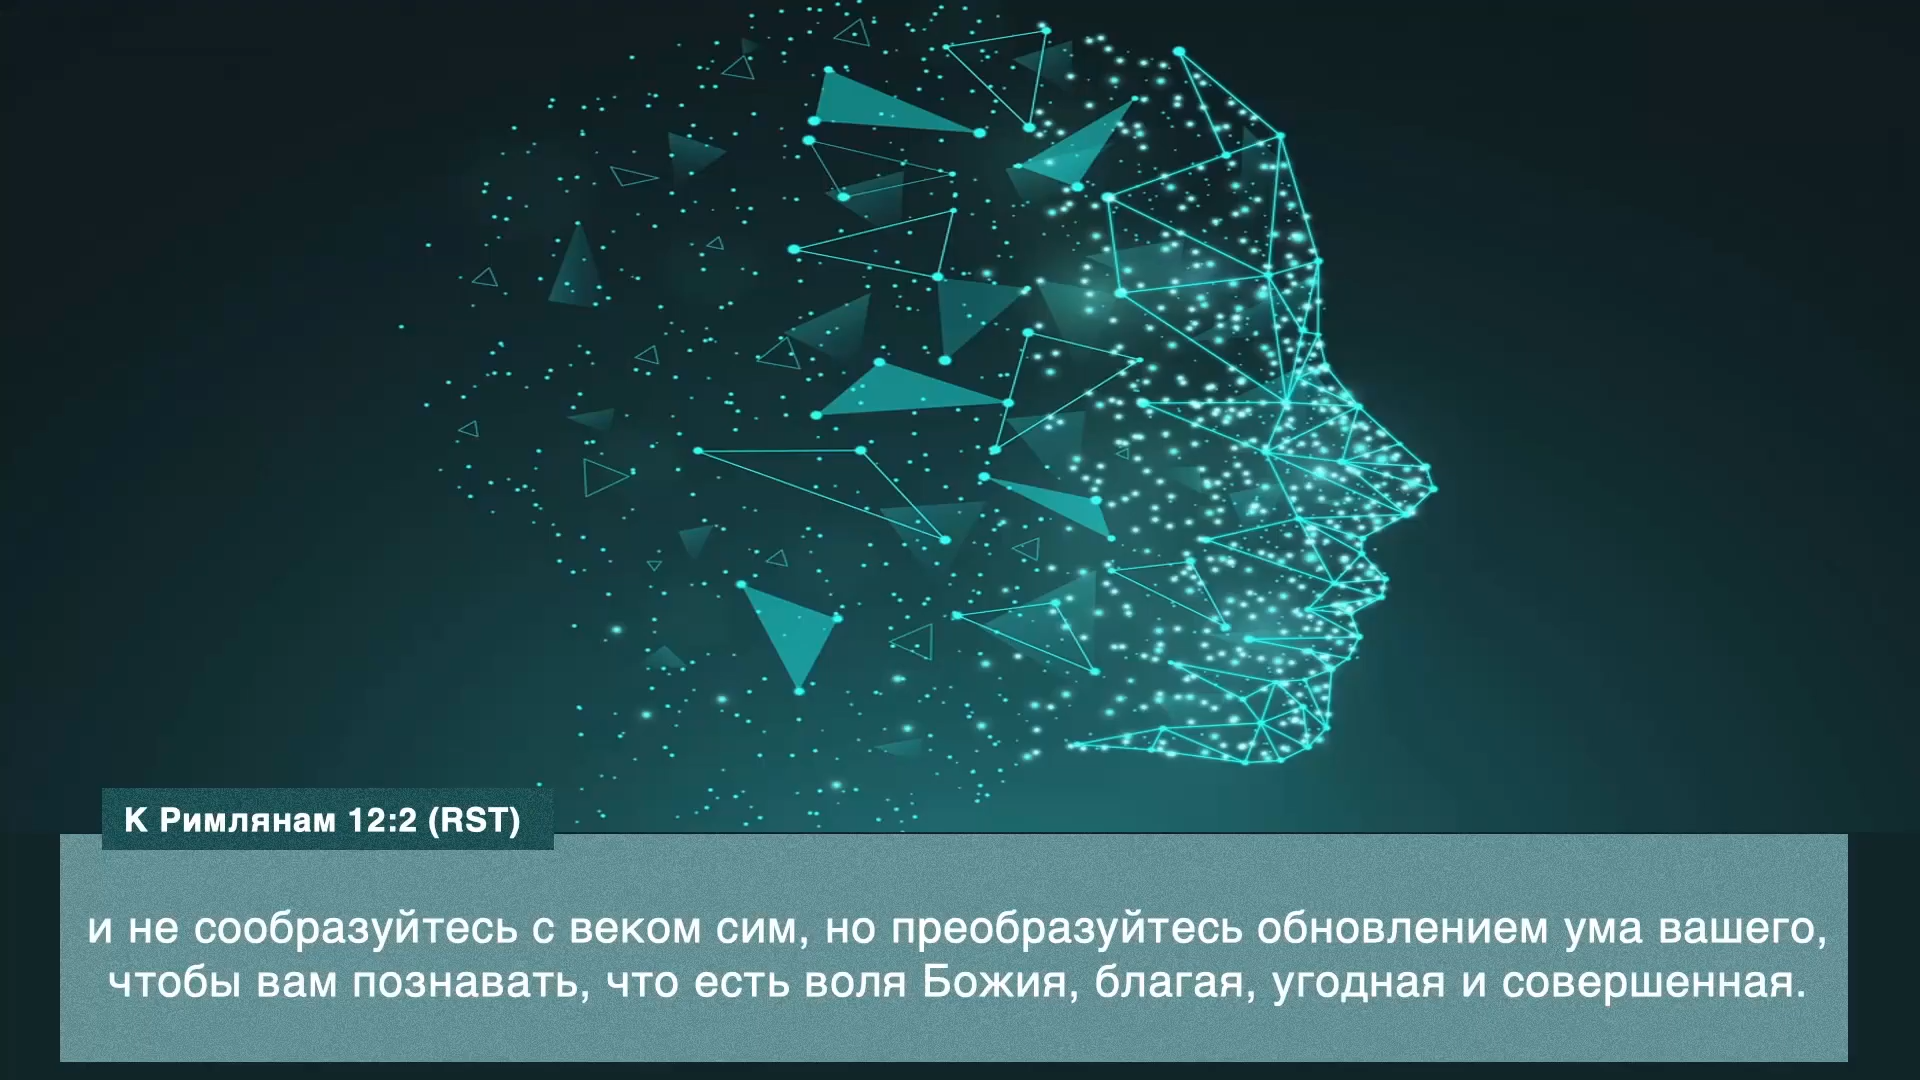 К Римлянам 12:2 (RST)
и не сообразуйтесь с веком сим, но преобразуйтесь обновлением ума вашего,
чтобы вам познавать, что есть воля Божия, благая, угодная и совершенная.